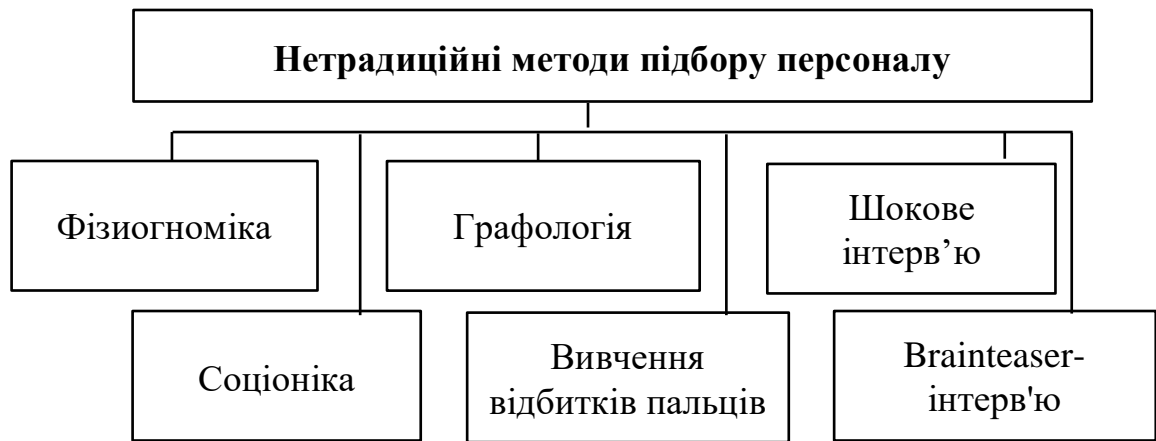 Нетрадиційні методи підбору персоналу
Фізиогноміка
Графологія
Шокове
інтерв’ю
Соціоніка
Вивчення
відбитків пальців
Brainteaser-
інтерв'ю